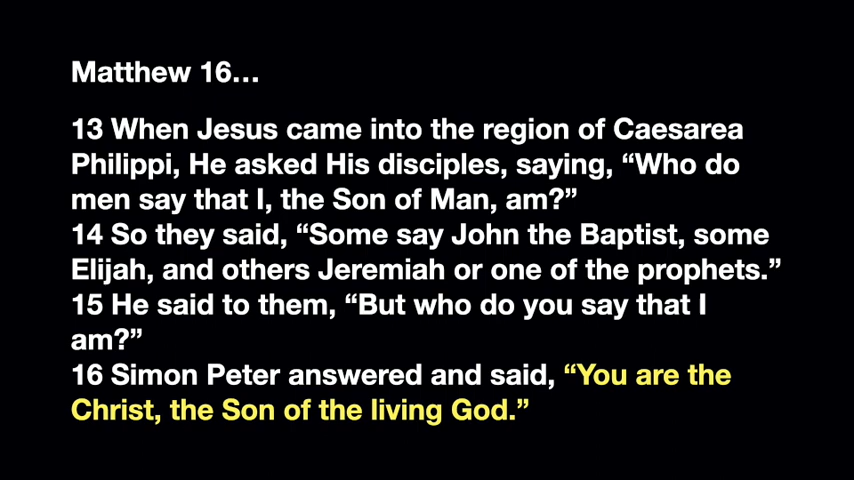 Matthew 16…
13 When Jesus came into the region of Caesarea
Philippi, He asked His disciples, saying, “Who do
men say that I, the Son of Man, am?”
14 So they said, “Some say John the Baptist, some
Elijah, and others Jeremiah or one of the prophets.”
15 He said to them, “But who do you say that I
am?”
16 Simon Peter answered and said, “You are the
Christ, the Son of the living God.”